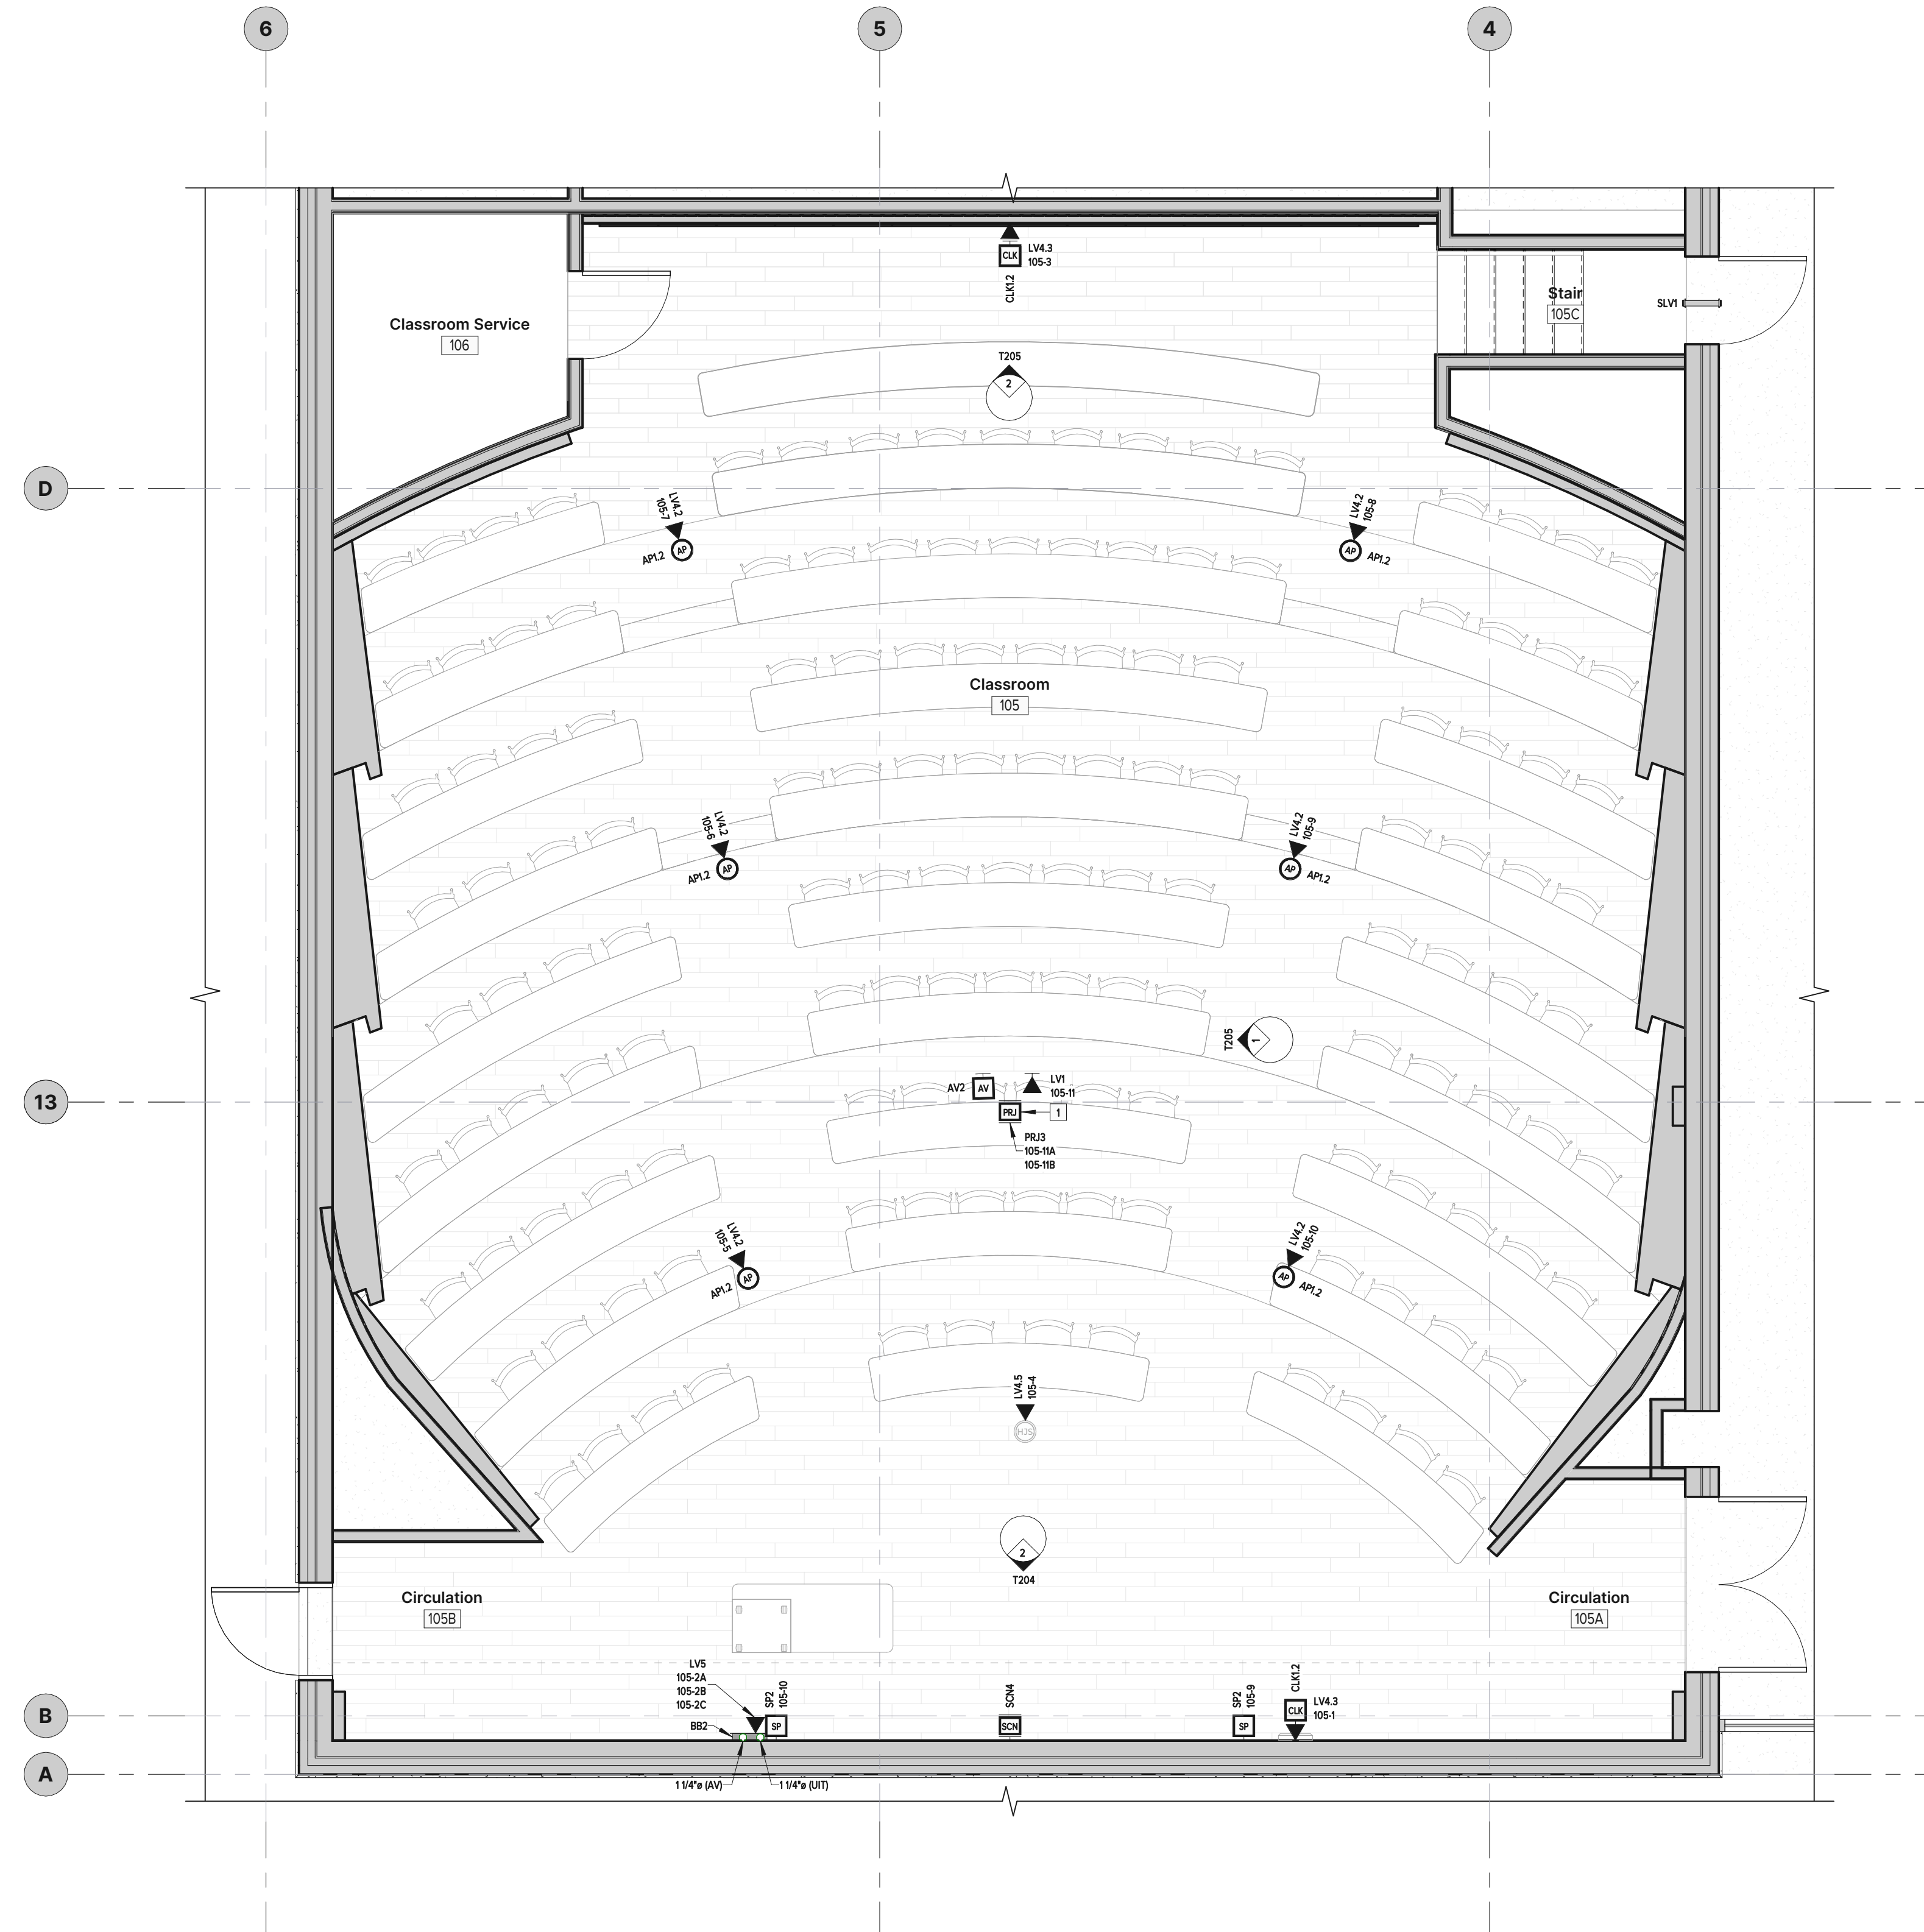 6
5
4
CLK
LV4.3
105-3
CLK1.2
Stair
105C
SLV1
Classroom Service
106
T205
2
D
LV4.2
105-7
AP
AP1.2
LV4.2
105-8
AP
AP1.2
Classroom
105
LV4.2
105-6
AP
AP1.2
LV4.2
105-9
AP
AP1.2
T205
1
13
AV2
AV
LV1
105-11
PRJ
1
PRJ3
105-11A
105-11B
LV4.2
105-5
AP
AP1.2
LV4.2
105-10
AP
AP1.2
LV4.5
105-4
HJS
2
T204
Circulation
105B
Circulation
105A
LV5
105-2A
105-2B
105-2C
BB2
SP2
105-10
SP
SCN4
SCN
SP2
105-9
SP
CLK1.2
CLK
LV4.3
105-1
B
A
1 1/4"ø (AV)
1 1/4"ø (UIT)